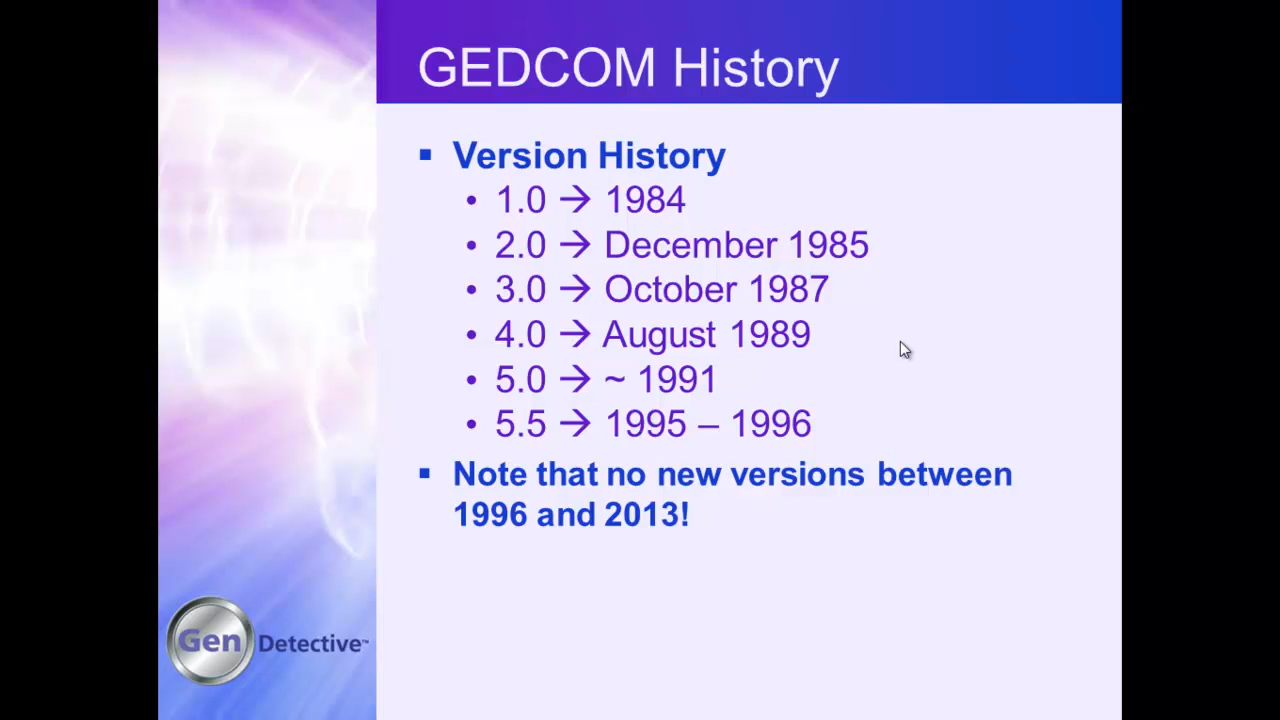 GEDCOM History
▪ Version History
• 1.0 → 1984
• 2.0 → December 1985
• 3.0 → October 1987
• 4.0 → August 1989
• 5.0 → ~ 1991
• 5.5 → 1995 – 1996
▪ Note that no new versions between
1996 and 2013!
Gen Detective™